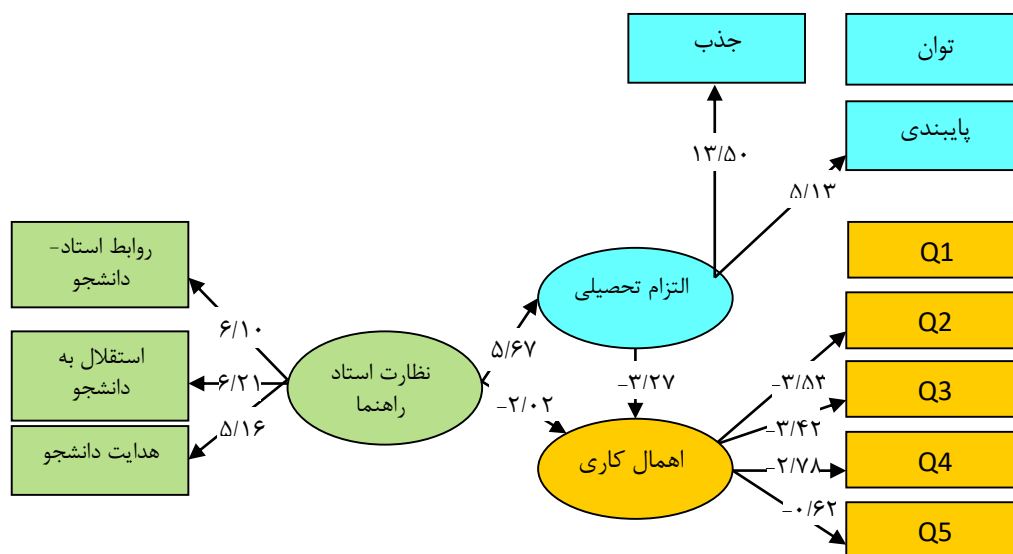 جذب
توان
پایبندی
۱۳/۵۰
۵/۱۳
روابط استاد-
دانشجو
استقلال به
دانشجو
هدایت دانشجو
۶/۱۰
۶/۲۱
۵/۱۶
نظارت استاد
راهنما
۵/۶۷
-۲/۰۲
التزام تحصیلی
-۳/۲۷
اهمال کاری
-۳/۵۳
-۳/۴۲
-۲/۷۸
-۰/۶۲
Q1
Q2
Q3
Q4
Q5